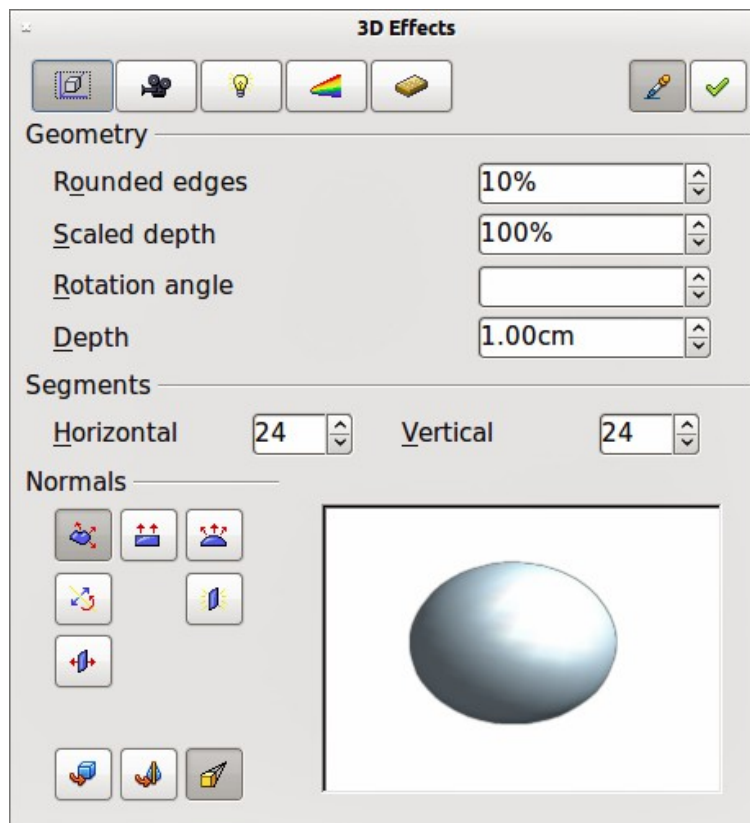 3D Effects
Geometry
Rounded edges 10%
Scaled depth 100%
Rotation angle
Depth 1.00cm
Segments
Horizontal 24 Vertical 24
Normals